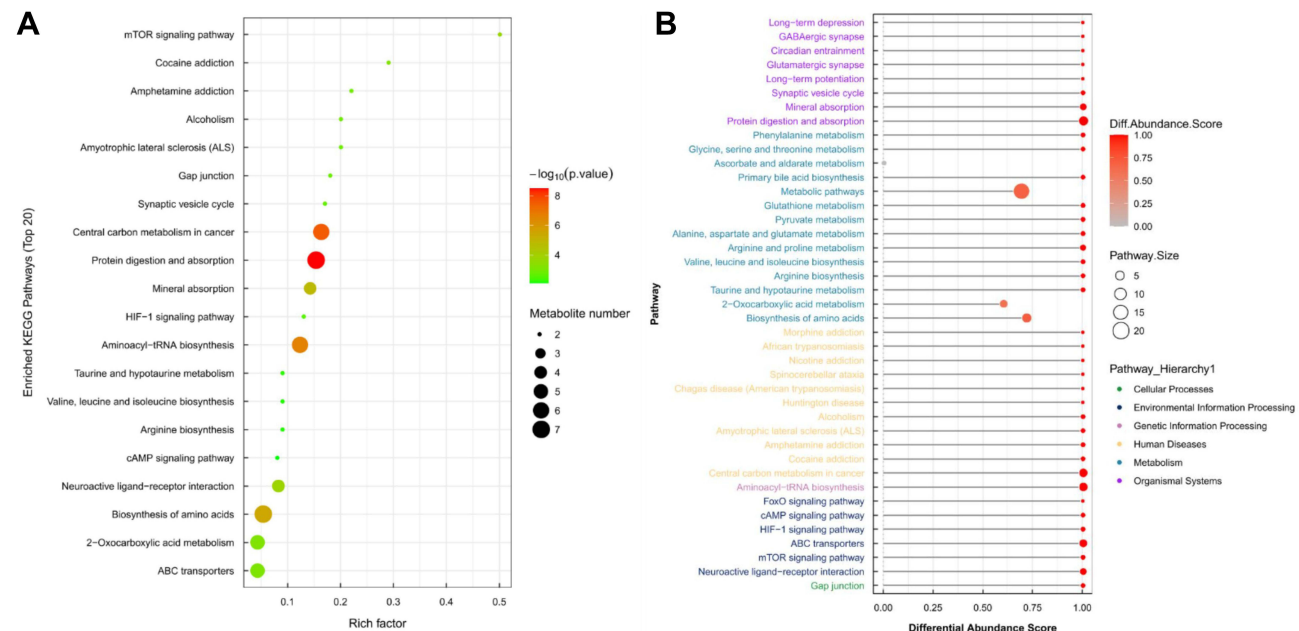 A
Enriched KEGG Pathways (Top 20)
mTOR signaling pathway
Cocaine addiction
Amphetamine addiction
Alcoholism
Amyotrophic lateral sclerosis (ALS)
Gap junction
Synaptic vesicle cycle
Central carbon metabolism in cancer
Protein digestion and absorption
Mineral absorption
HIF−1 signaling pathway
Aminoacyl−tRNA biosynthesis
Taurine and hypotaurine metabolism
Valine, leucine and isoleucine biosynthesis
Arginine biosynthesis
cAMP signaling pathway
Neuroactive ligand−receptor interaction
Biosynthesis of amino acids
2−Oxocarboxylic acid metabolism
ABC transporters
0.1 0.2 0.3 0.4 0.5
Rich factor
−log10(p.value)
8
6
4
Metabolite number
2
3
4
5
6
7
B
Pathway
Long−term depression
GABAergic synapse
Circadian entrainment
Glutamatergic synapse
Long−term potentiation
Synaptic vesicle cycle
Mineral absorption
Protein digestion and absorption
Phenylalanine metabolism
Glycine, serine and threonine metabolism
Ascorbate and aldarate metabolism
Primary bile acid biosynthesis
Metabolic pathways
Glutathione metabolism
Pyruvate metabolism
Alanine, aspartate and glutamate metabolism
Arginine and proline metabolism
Valine, leucine and isoleucine biosynthesis
Arginine biosynthesis
Taurine and hypotaurine metabolism
2−Oxocarboxylic acid metabolism
Biosynthesis of amino acids
Morphine addiction
African trypanosomiasis
Nicotine addiction
Spinocerebellar ataxia
Chagas disease (American trypanosomiasis)
Huntington disease
Alcoholism
Amyotrophic lateral sclerosis (ALS)
Amphetamine addiction
Cocaine addiction
Central carbon metabolism in cancer
Aminoacyl−tRNA biosynthesis
FoxO signaling pathway
cAMP signaling pathway
HIF−1 signaling pathway
ABC transporters
mTOR signaling pathway
Neuroactive ligand−receptor interaction
Gap junction
0.00 0.25 0.50 0.75 1.00
Differential Abundance Score
Diff.Abundance.Score
1.00
0.75
0.50
0.25
0.00
Pathway.Size
5
10
15
20
Pathway_Hierarchy1
Cellular Processes
Environmental Information Processing
Genetic Information Processing
Human Diseases
Metabolism
Organismal Systems